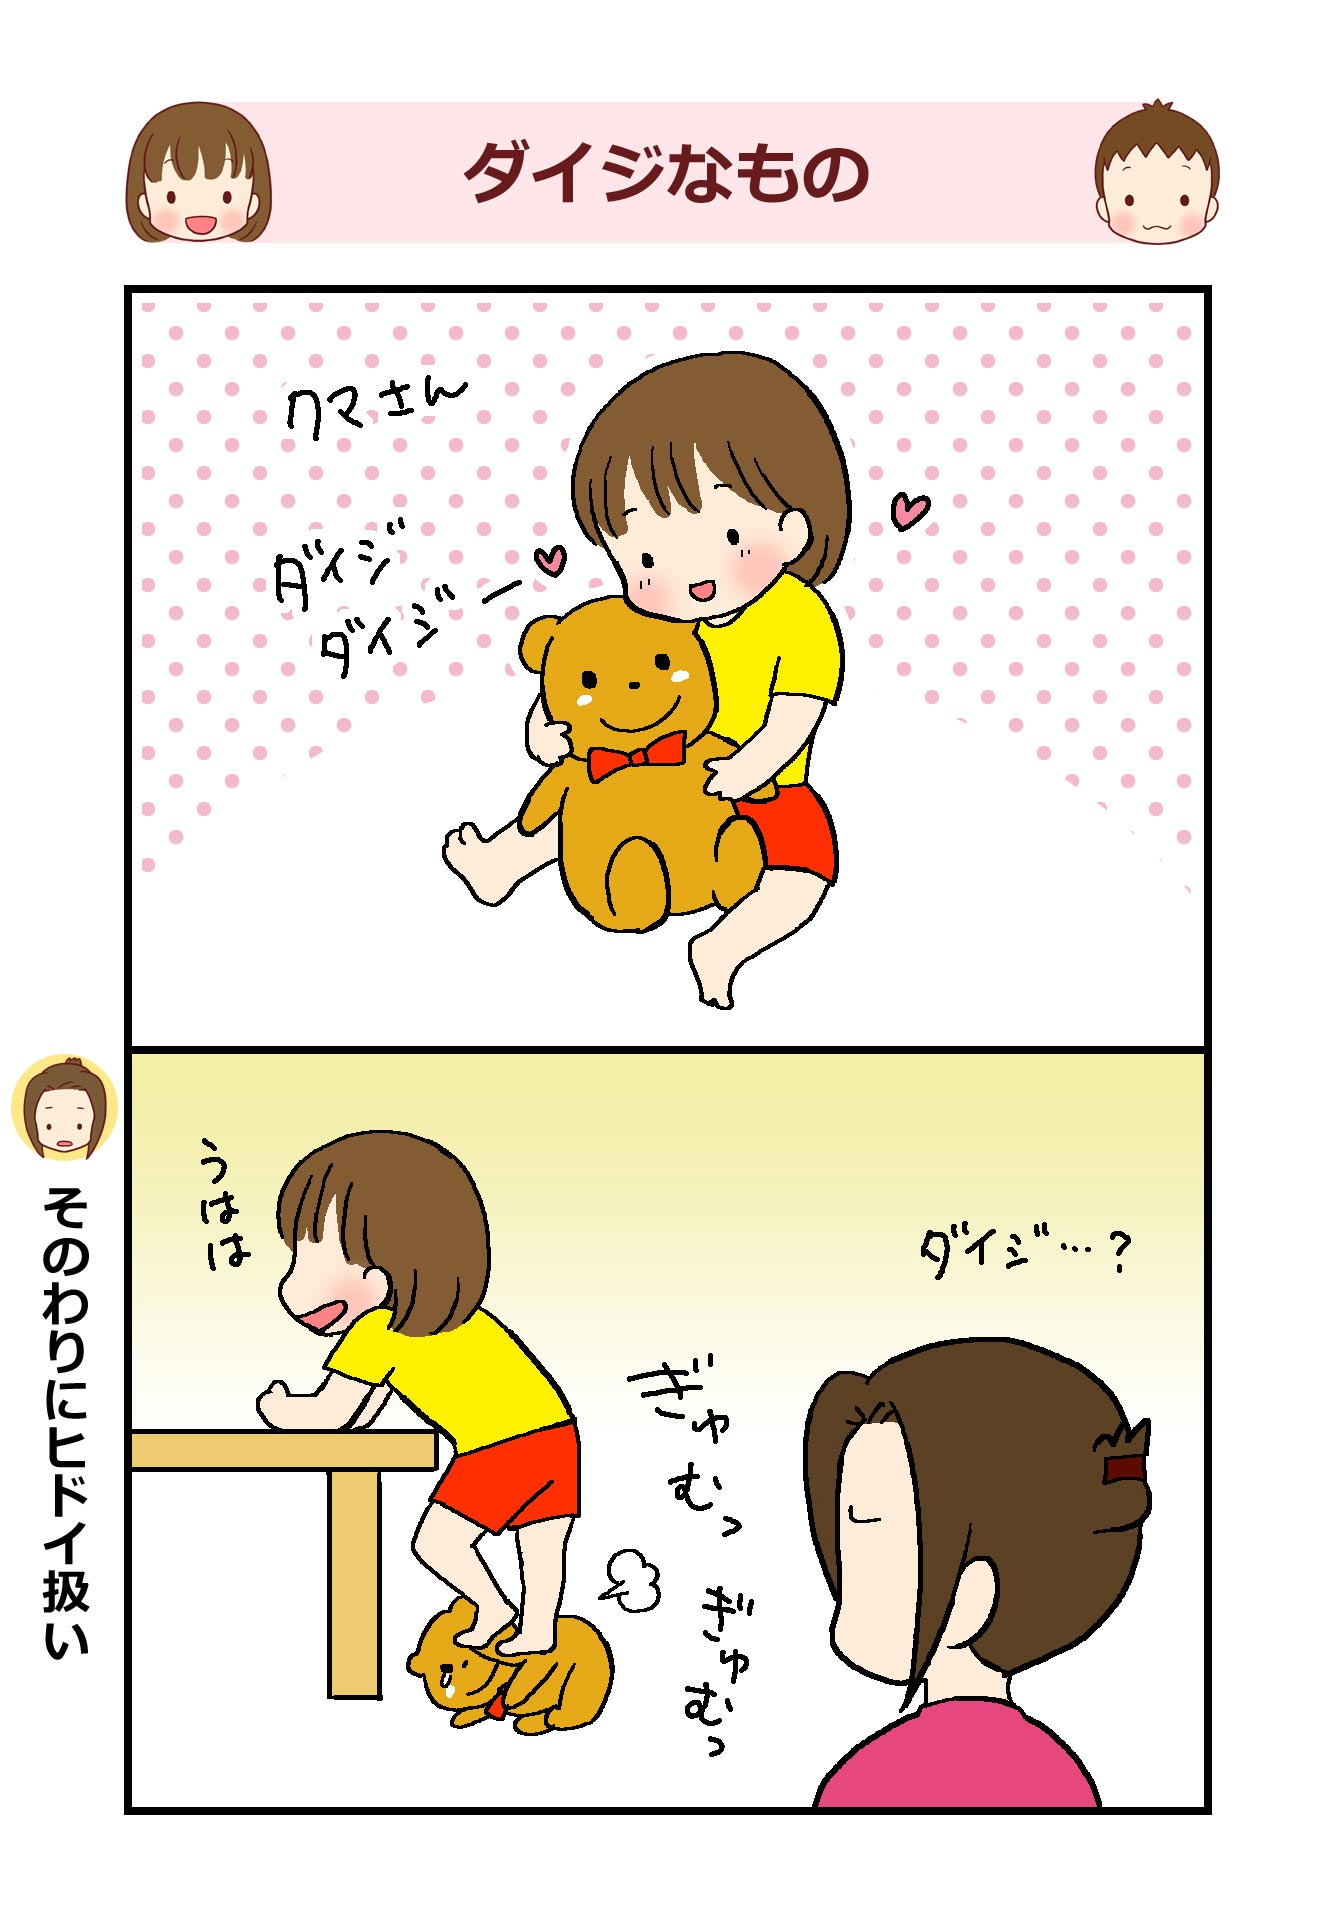 ダイジなもの
クマさん
ダイジ
ダイジー
ダイジ…?
うはは
ぎゅむっ
ぎゅむっ
そのわりにヒドイ扱い